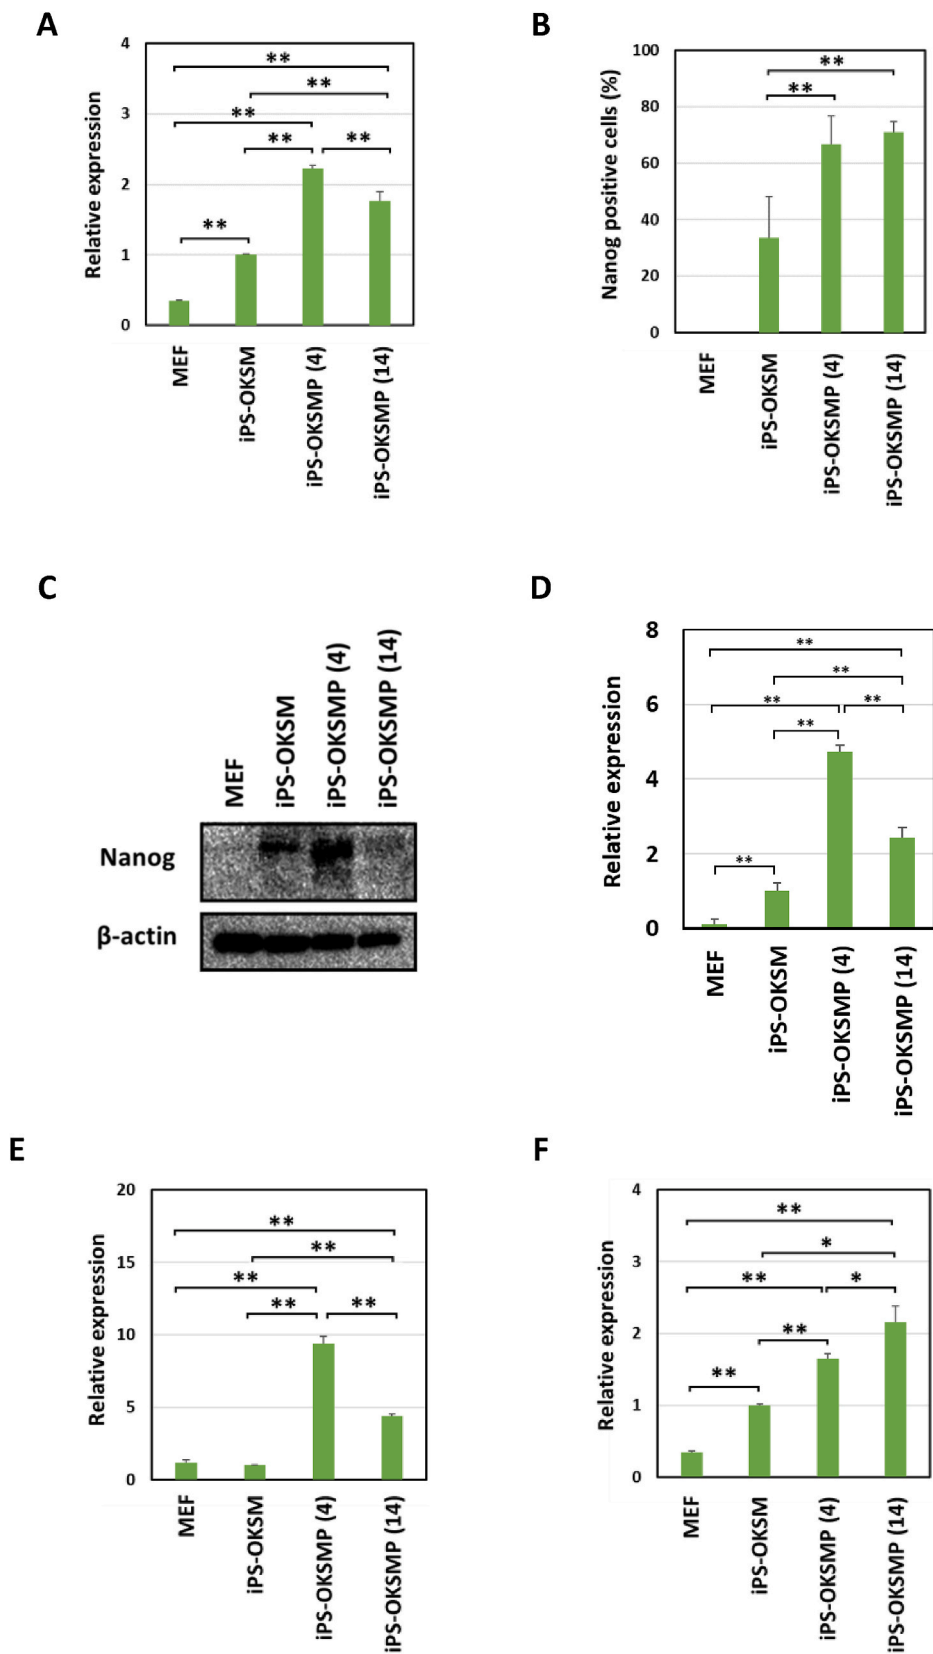 A
Relative expression
4
3
2
1
0
**
**
**
**
**
**
MEF
iPS-OKSM
iPS-OKSMP (4)
iPS-OKSMP (14)
B
Nanog positive cells (%)
100
80
60
40
20
0
**
**
MEF
iPS-OKSM
iPS-OKSMP (4)
iPS-OKSMP (14)
C
MEF
iPS-OKSM
iPS-OKSMP (4)
iPS-OKSMP (14)
Nanog
β-actin
D
Relative expression
8
6
4
2
0
**
**
**
**
**
**
MEF
iPS-OKSM
iPS-OKSMP (4)
iPS-OKSMP (14)
E
Relative expression
20
15
10
5
0
**
**
**
**
**
MEF
iPS-OKSM
iPS-OKSMP (4)
iPS-OKSMP (14)
F
Relative expression
4
3
2
1
0
**
*
**
*
**
**
MEF
iPS-OKSM
iPS-OKSMP (4)
iPS-OKSMP (14)